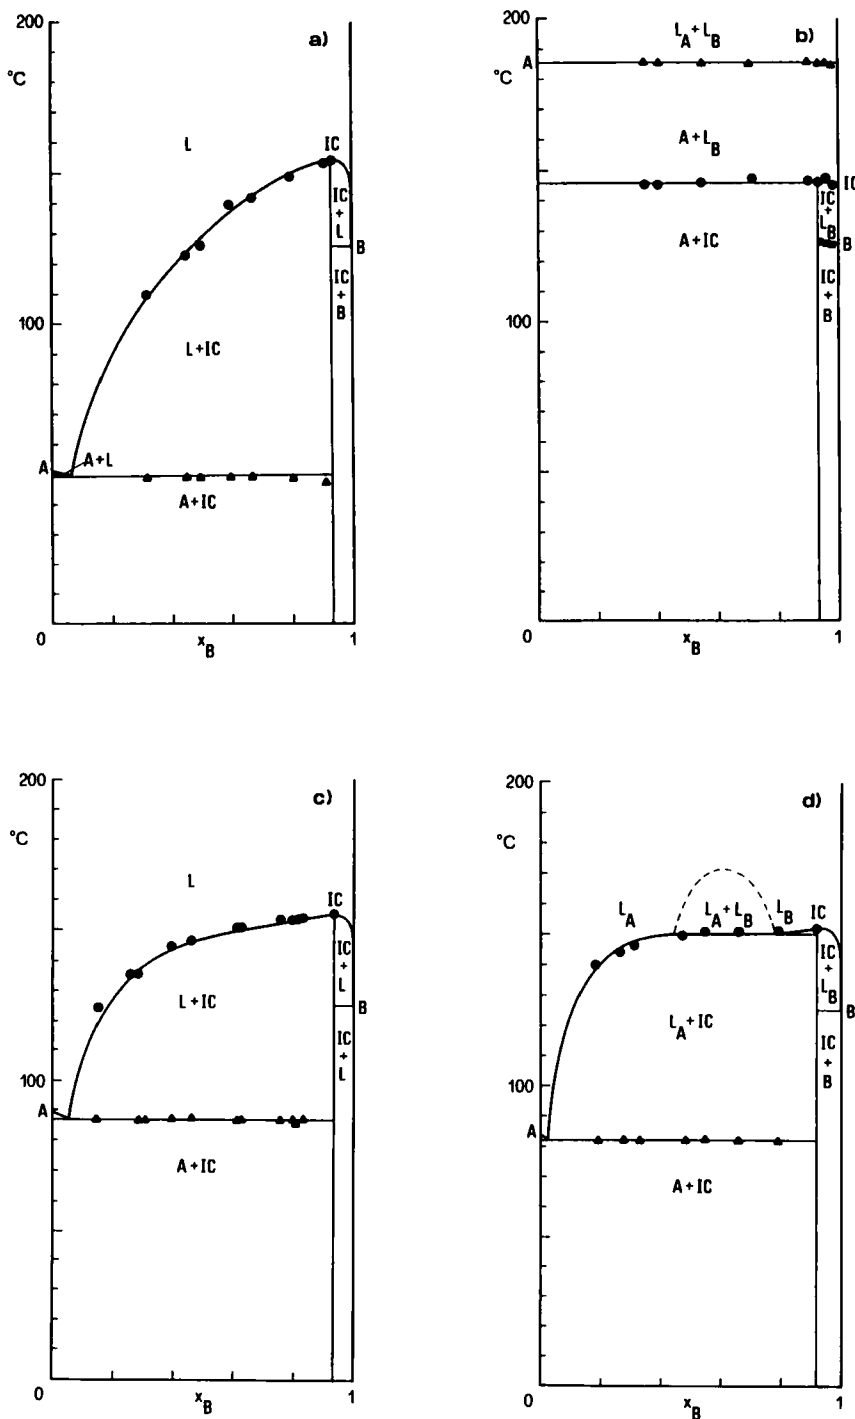 200
a)
°C
L
IC
IC
+
L
B
IC
+
B
100
L+IC
A
A+L
A+IC
0
x_B
1
200
L_A+L_B
b)
°C
A
A+L_B
IC
IC
+
L_B
B
A+IC
IC
+
B
100
0
x_B
1
200
c)
°C
L
IC
IC
+
L
B
L+IC
IC
+
L
100
A
A+IC
0
x_B
1
200
d)
°C
L_A
L_A+L_B
L_B
IC
IC
+
L_B
B
L_A+IC
IC
+
B
100
A
A+IC
0
x_B
1